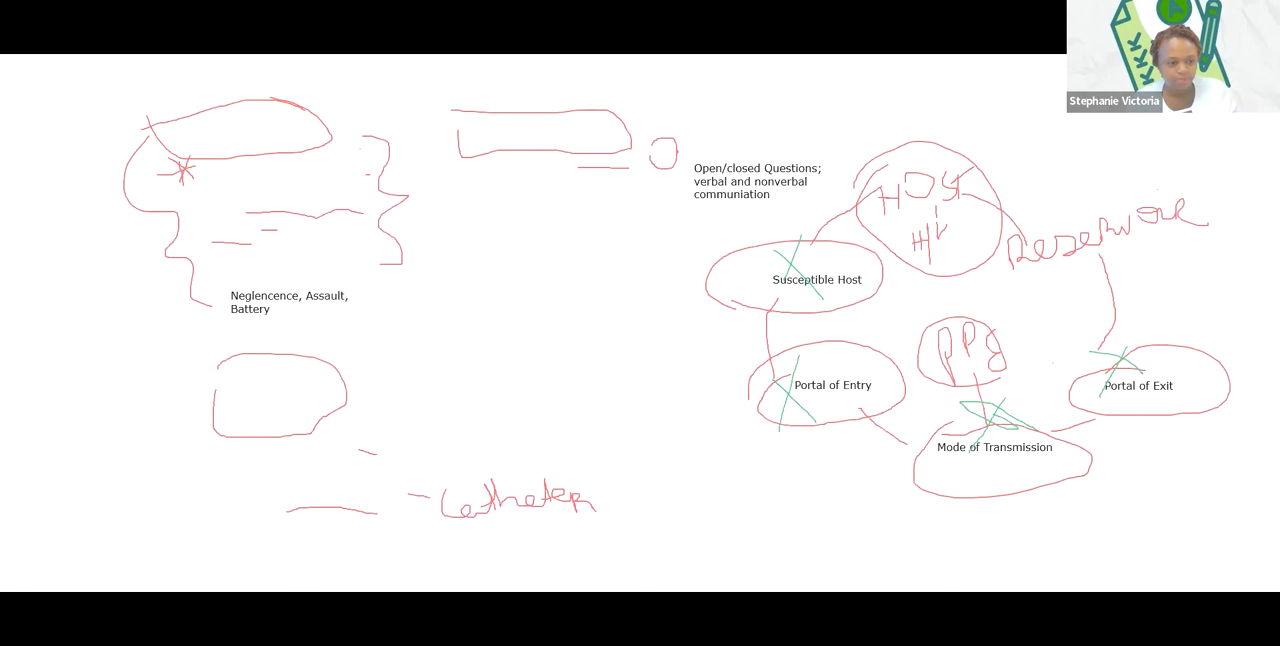 KKK
Stephanie Victoria
Open/closed Questions;
verbal and nonverbal
communiation
HOST
Reservoir
Susceptible Host
Neglencence, Assault,
Battery
PPE
Portal of Entry
Portal of Exit
Mode of Transmission
- Catheter